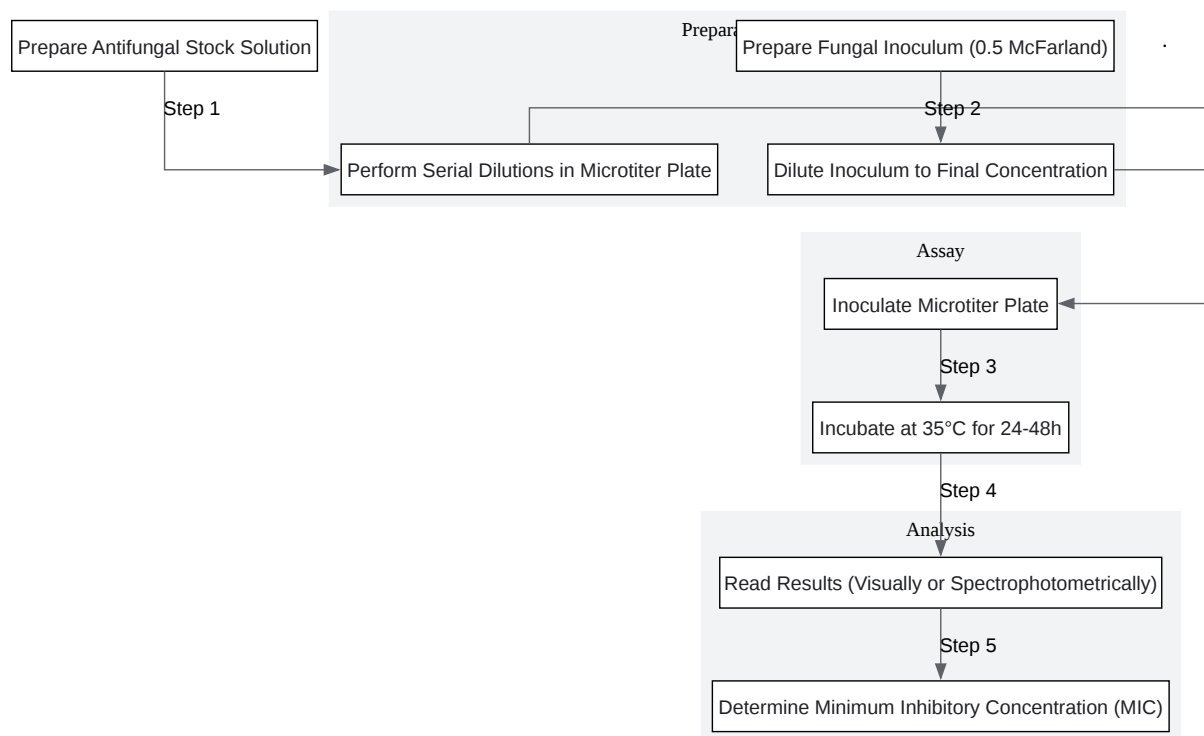 Prepare Antifungal Stock Solution
Prepara
Prepare Fungal Inoculum (0.5 McFarland)
.
Step 1
Step 2
Perform Serial Dilutions in Microtiter Plate
Dilute Inoculum to Final Concentration
Assay
Inoculate Microtiter Plate
Step 3
Incubate at 35°C for 24-48h
Step 4
Analysis
Read Results (Visually or Spectrophotometrically)
Step 5
Determine Minimum Inhibitory Concentration (MIC)